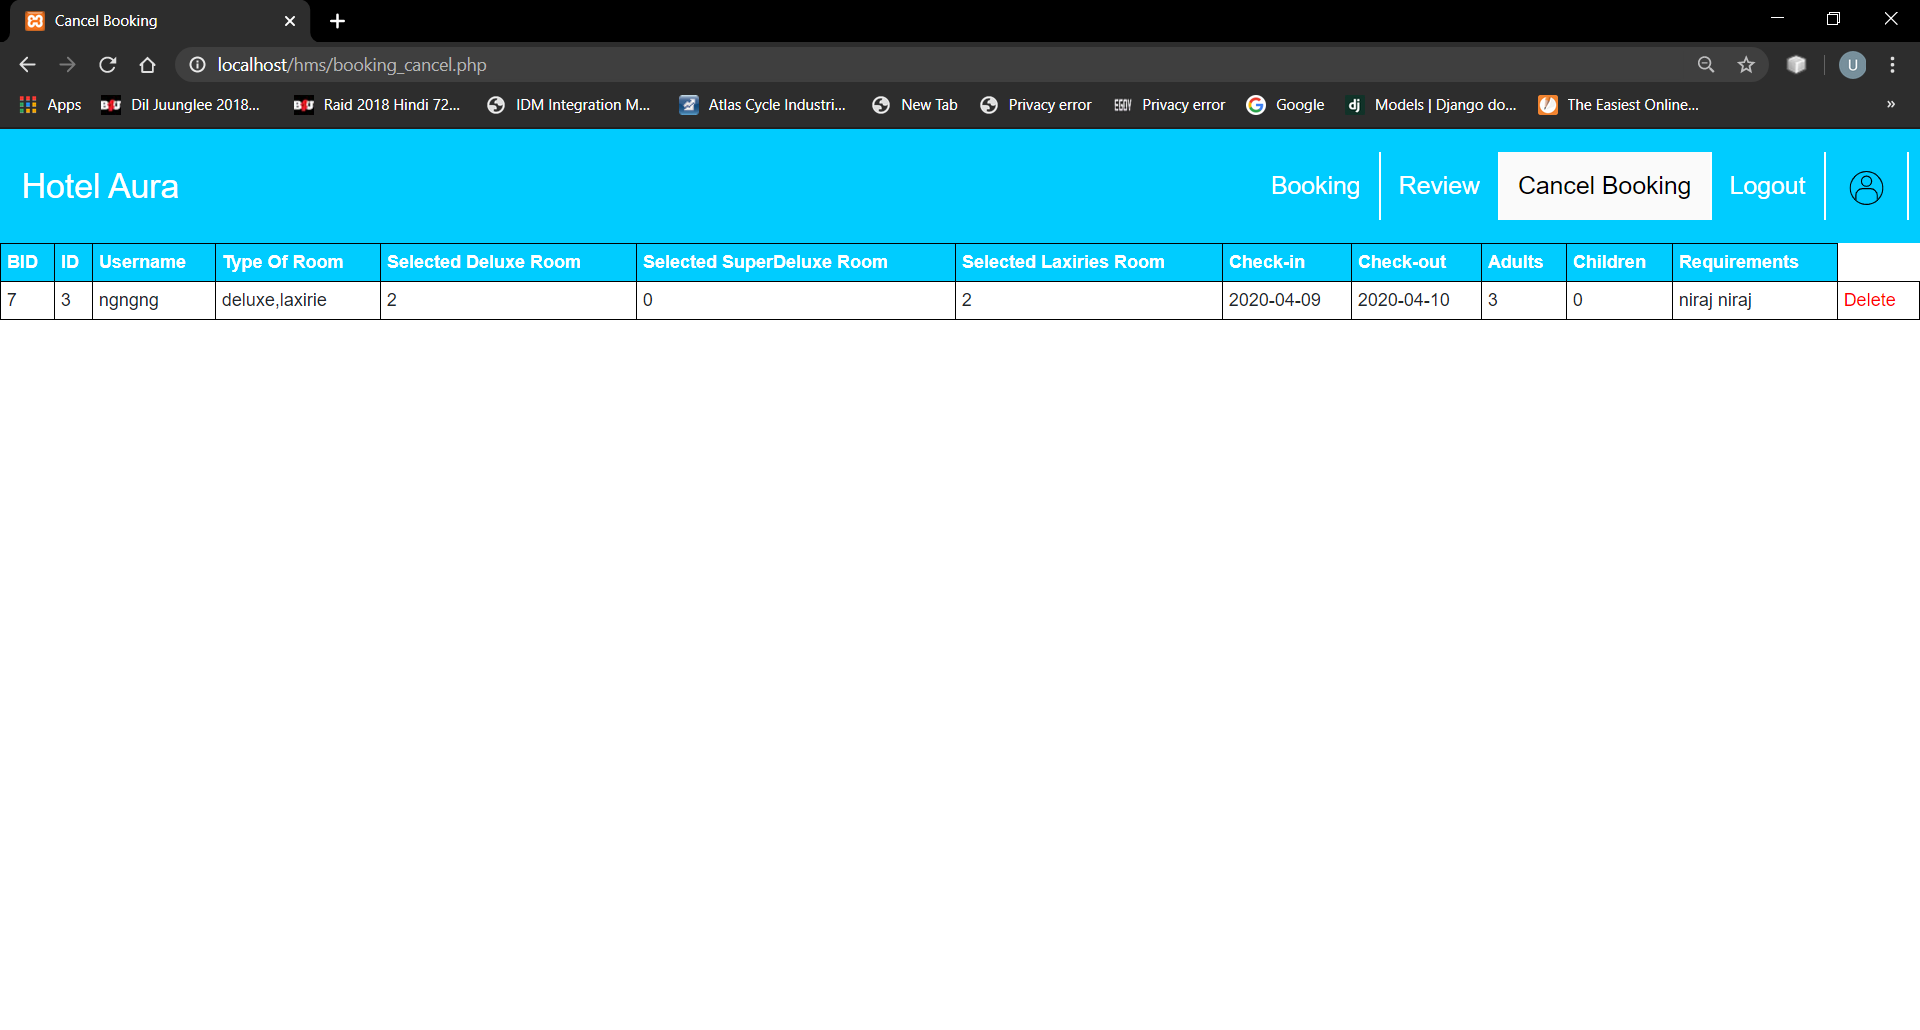 Cancel Booking
localhost/hms/booking_cancel.php
U
Apps Dil Juunglee 2018... Raid 2018 Hindi 72... IDM Integration M... Atlas Cycle Industri... New Tab Privacy error EGOV Privacy error Google dj Models | Django do... The Easiest Online... »
Hotel Aura Booking Review Cancel Booking Logout
BID ID Username Type Of Room Selected Deluxe Room Selected SuperDeluxe Room Selected Laxiries Room Check-in Check-out Adults Children Requirements
7 3 ngngng deluxe,laxirie 2 0 2 2020-04-09 2020-04-10 3 0 niraj niraj Delete